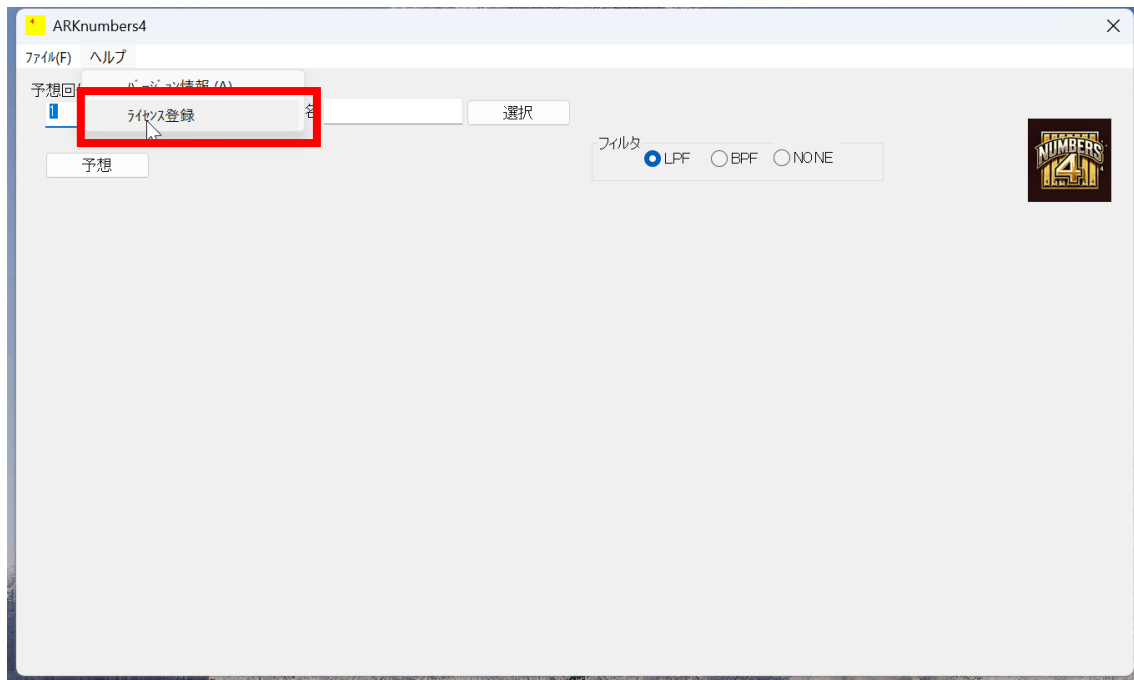 ARKnumbers4
ﾌｧｲﾙ(F) ヘルプ
予想回
ﾊﾞｰｼﾞｮﾝ情報 (A)
1
ﾗｲｾﾝｽ登録
名
選択
予想
フィルタ
LPF BPF NONE
NUMBERS
4